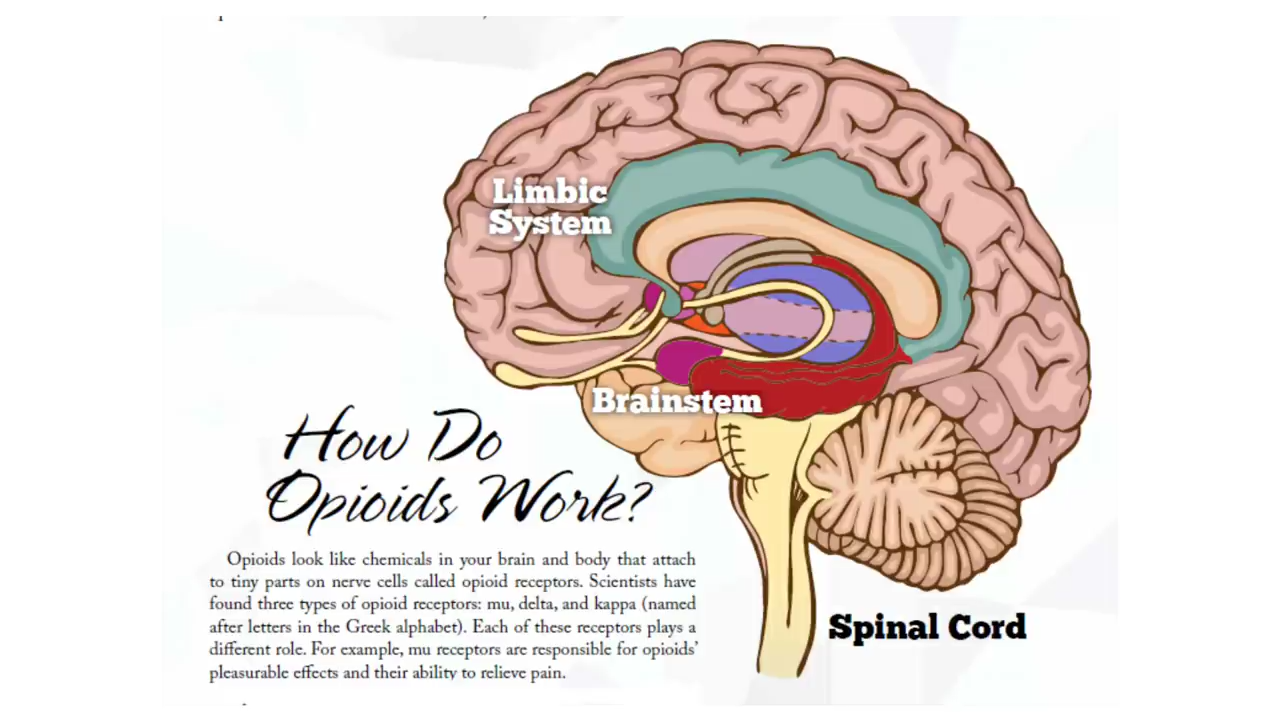 Limbic
System
Brainstem
How Do
Opioids Work?
Opioids look like chemicals in your brain and body that attach
to tiny parts on nerve cells called opioid receptors. Scientists have
found three types of opioid receptors: mu, delta, and kappa (named
after letters in the Greek alphabet). Each of these receptors plays a
different role. For example, mu receptors are responsible for opioids’
pleasurable effects and their ability to relieve pain.
Spinal Cord